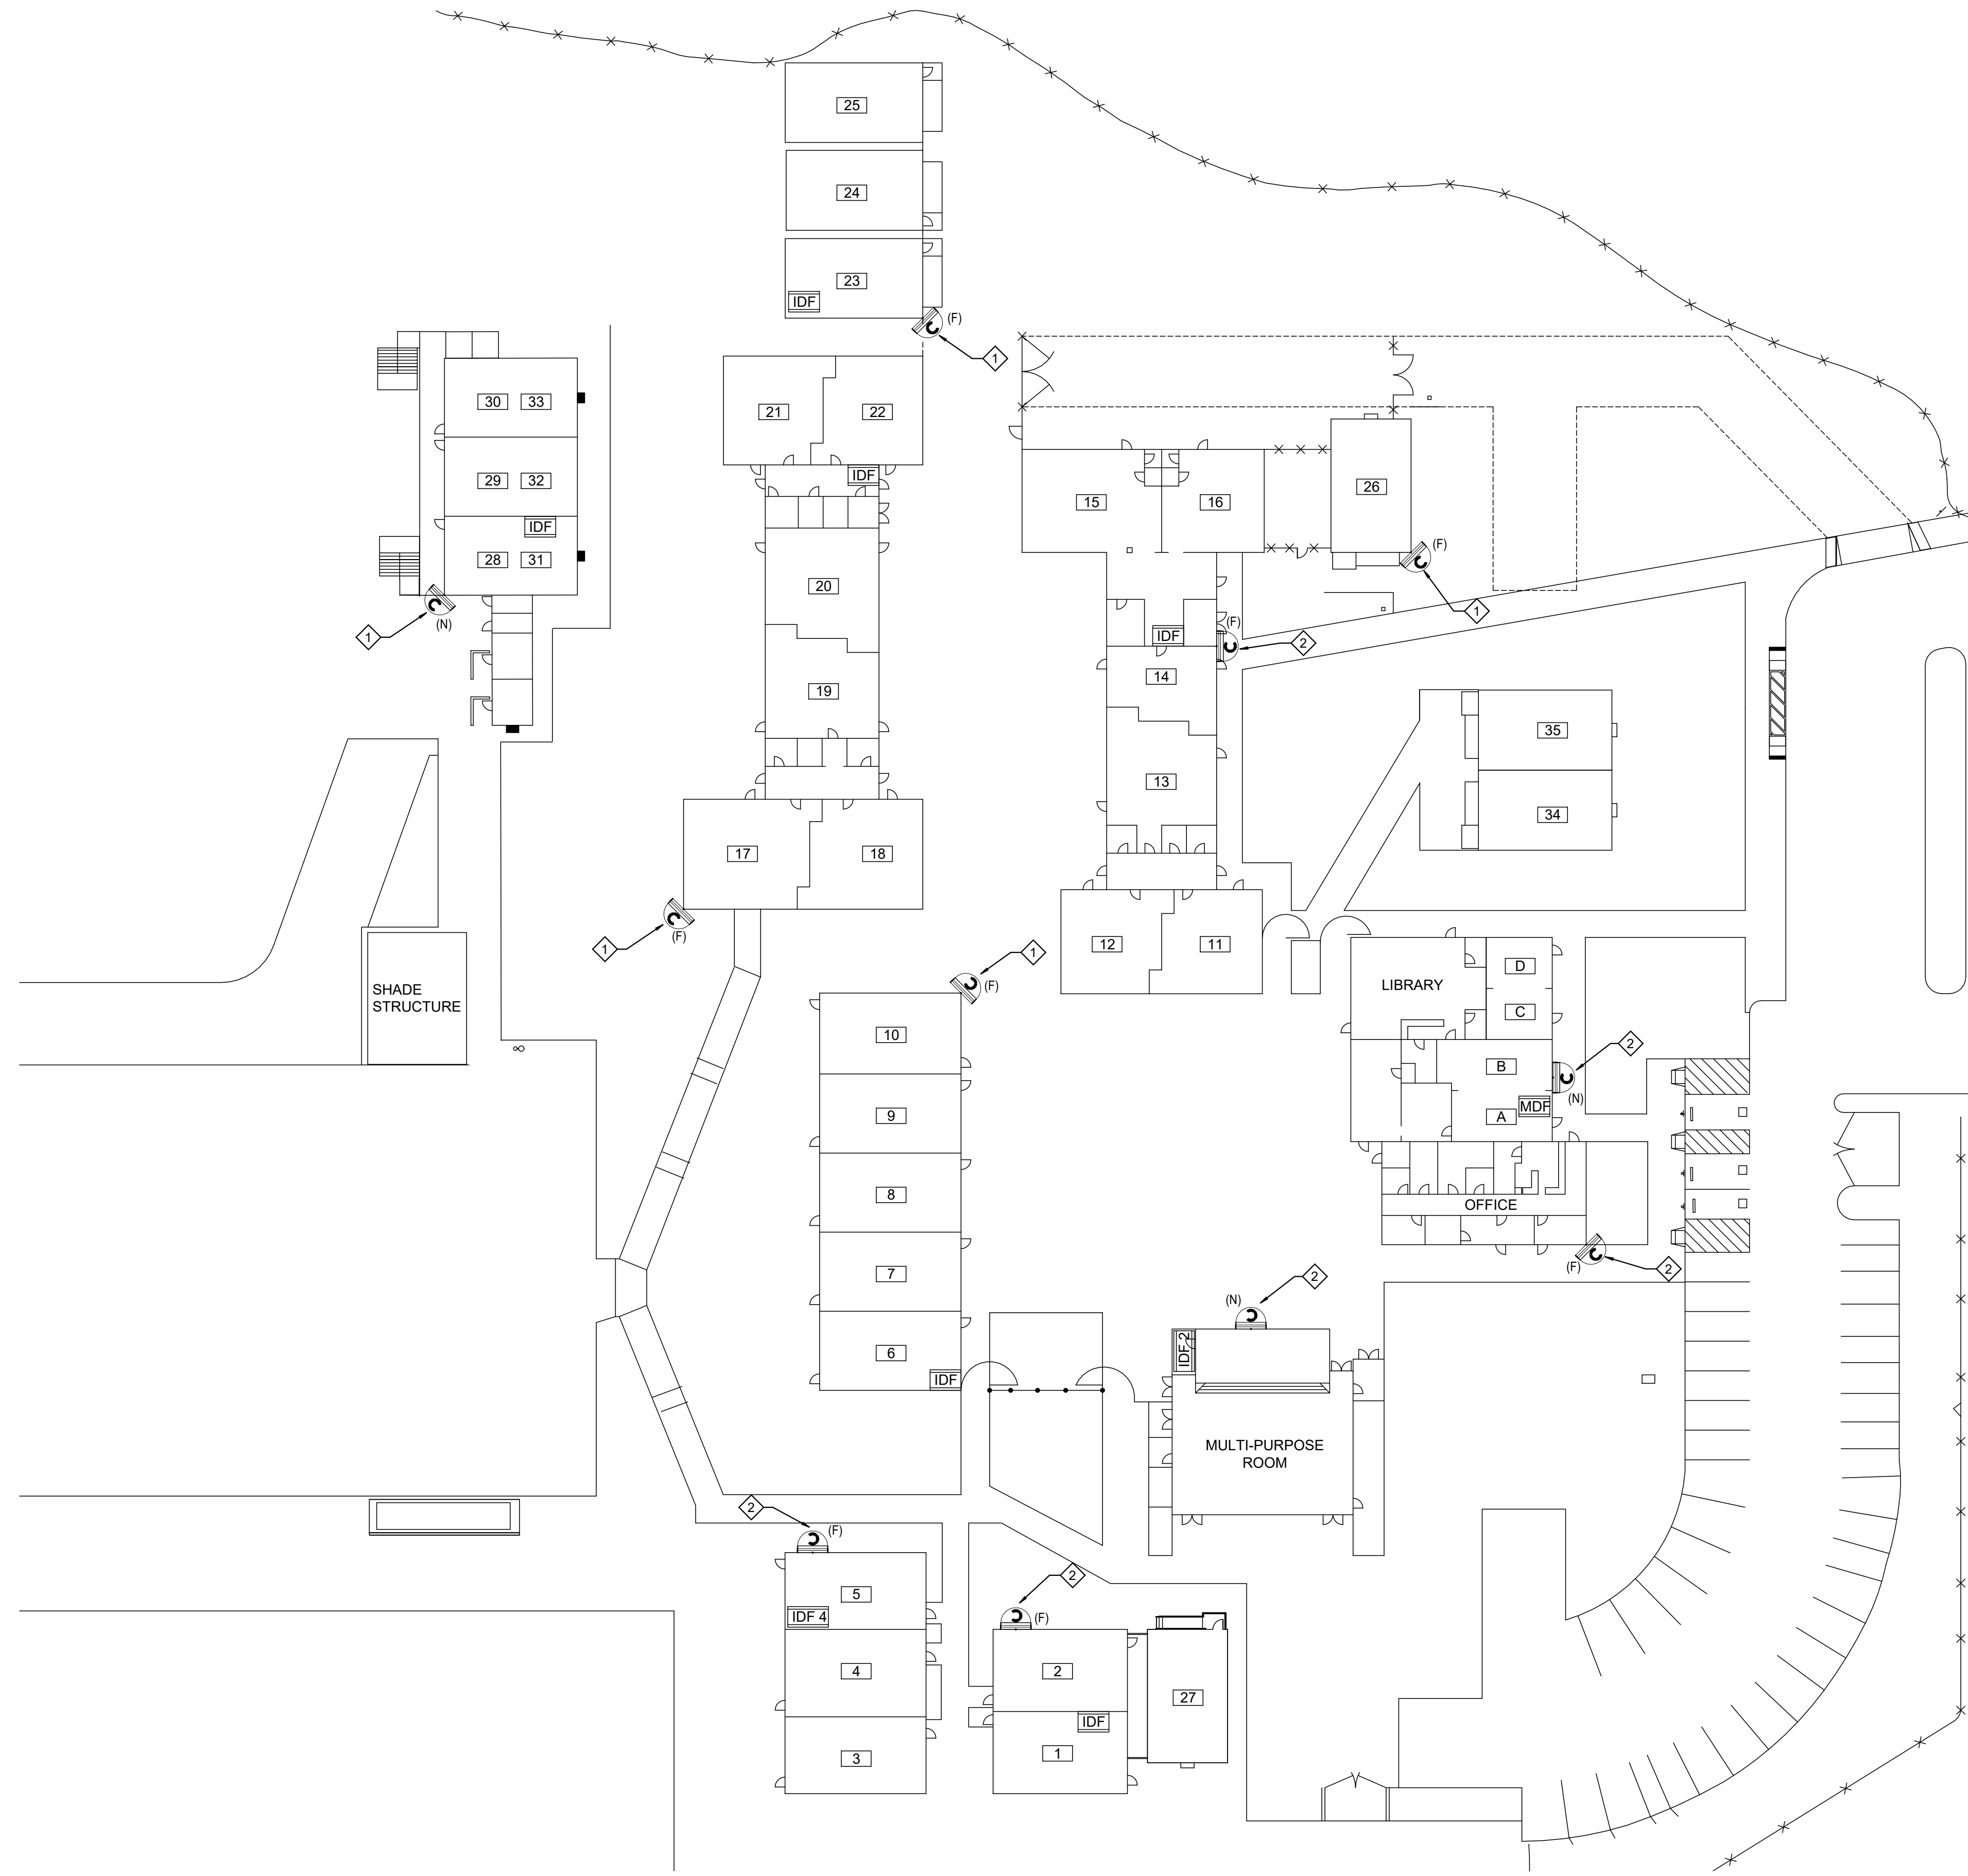 25
24
23
IDF
(F)
1
21
22
IDF
30 33
29 32
IDF
28 31
1
(N)
15
16
26
(F)
1
20
19
IDF
(F)
2
14
13
35
34
17
18
1
(F)
12
11
1
(F)
SHADE
STRUCTURE
LIBRARY
D
C
B
A
MDF
2
(N)
OFFICE
(F)
2
10
9
8
7
6
IDF
2
(N)
IDF 2
MULTI-PURPOSE
ROOM
2
(F)
5
IDF 4
4
3
2
(F)
2
IDF
1
27